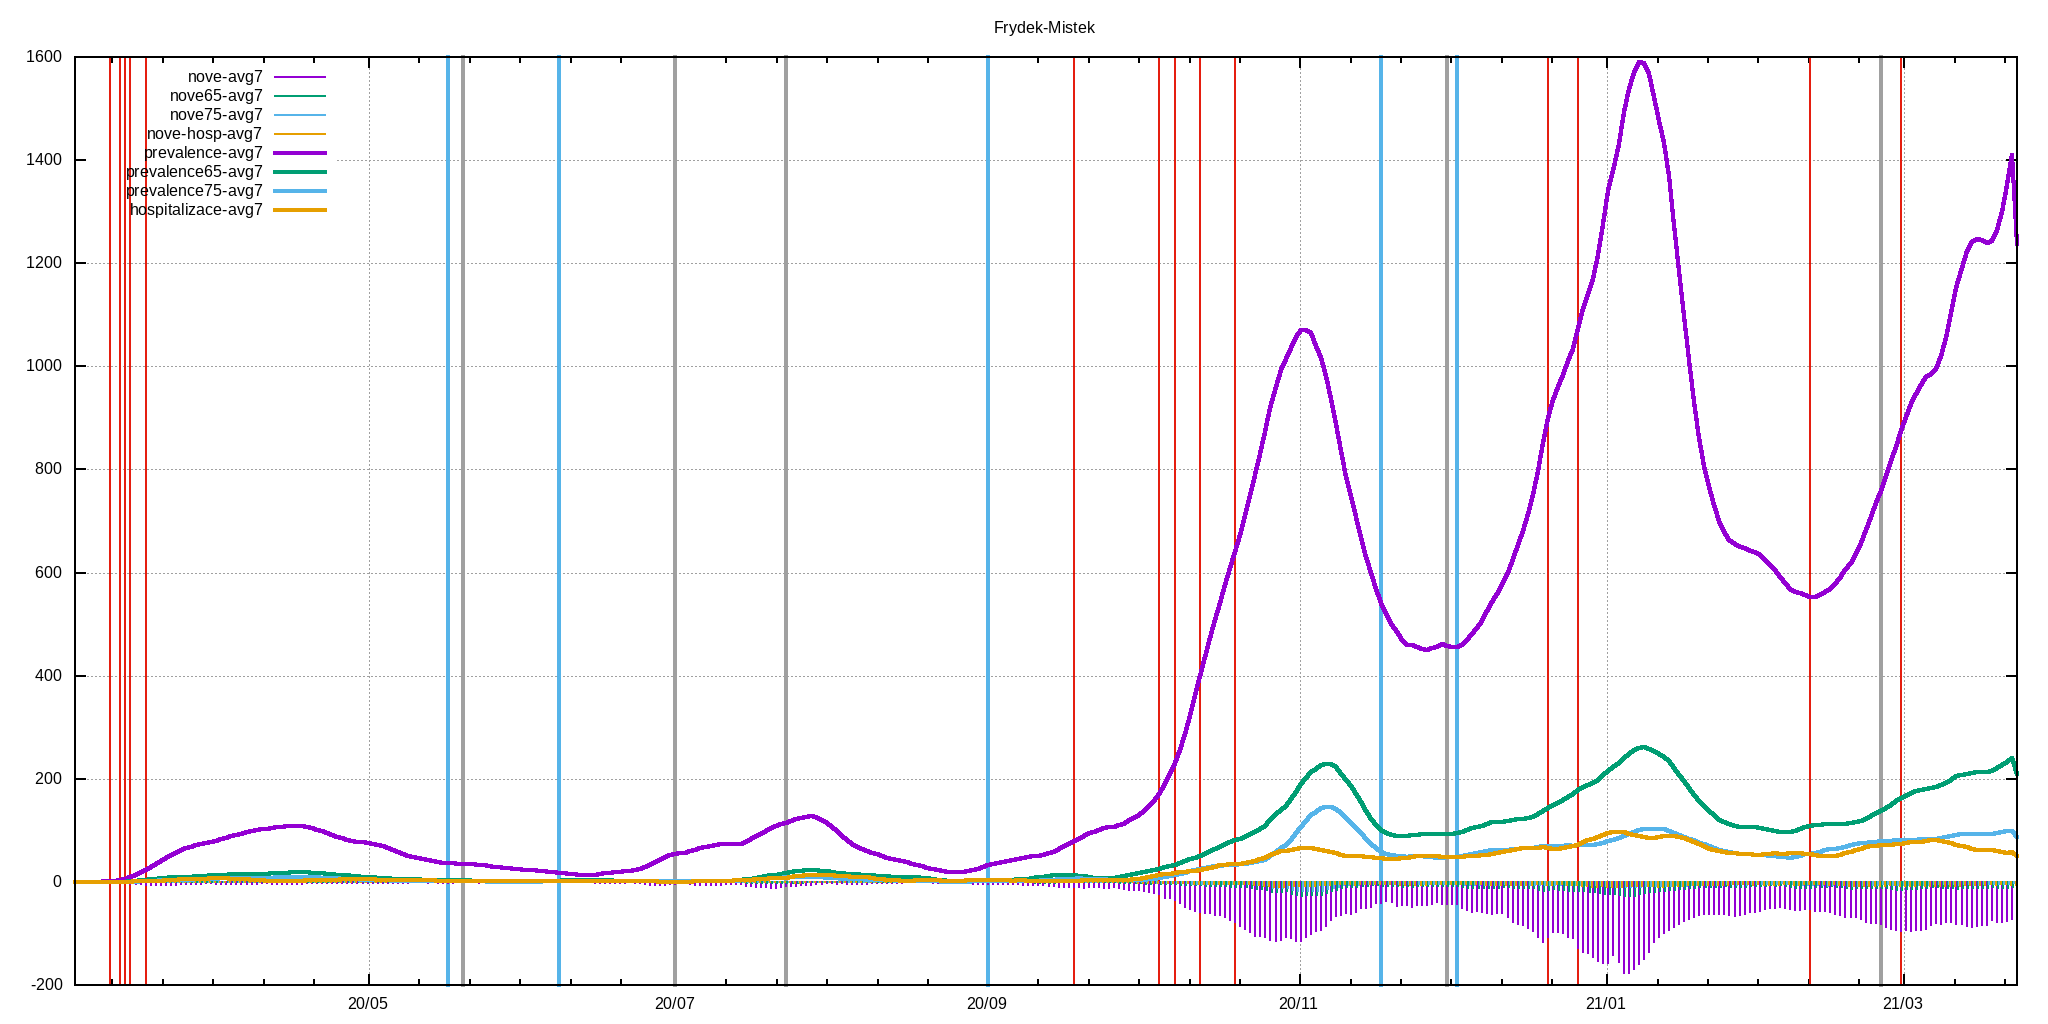 Frydek-Mistek
1600
1400
1200
1000
800
600
400
200
0
-200
nove-avg7
nove65-avg7
nove75-avg7
nove-hosp-avg7
prevalence-avg7
prevalence65-avg7
prevalence75-avg7
hospitalizace-avg7
20/05
20/07
20/09
20/11
21/01
21/03